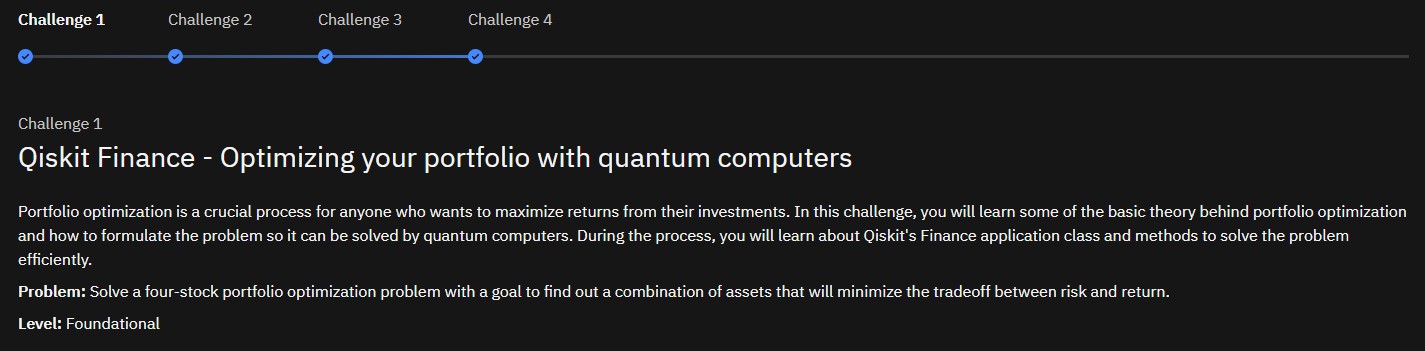 Challenge 1 Challenge 2 Challenge 3 Challenge 4
Challenge 1
Qiskit Finance - Optimizing your portfolio with quantum computers
Portfolio optimization is a crucial process for anyone who wants to maximize returns from their investments. In this challenge, you will learn some of the basic theory behind portfolio optimization
and how to formulate the problem so it can be solved by quantum computers. During the process, you will learn about Qiskit's Finance application class and methods to solve the problem
efficiently.
Problem: Solve a four-stock portfolio optimization problem with a goal to find out a combination of assets that will minimize the tradeoff between risk and return.
Level: Foundational